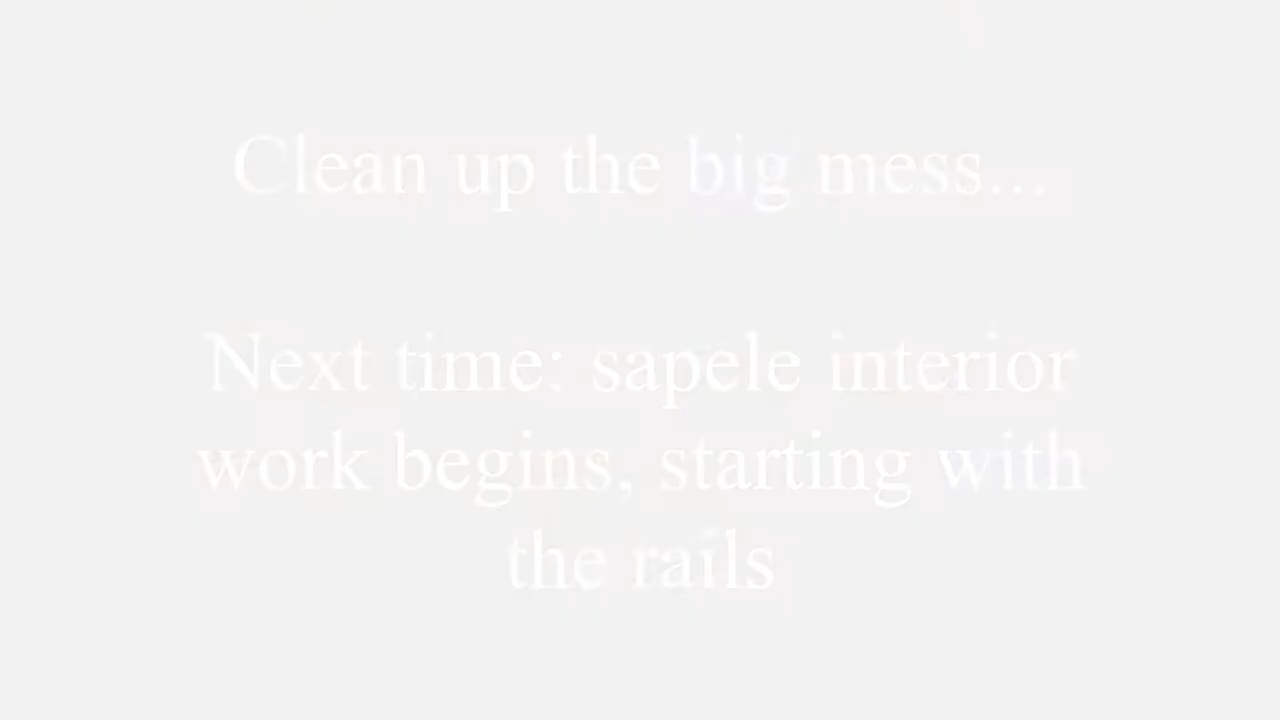 Clean up the big mess...
Next time: sapele interior
work begins, starting with
the rails